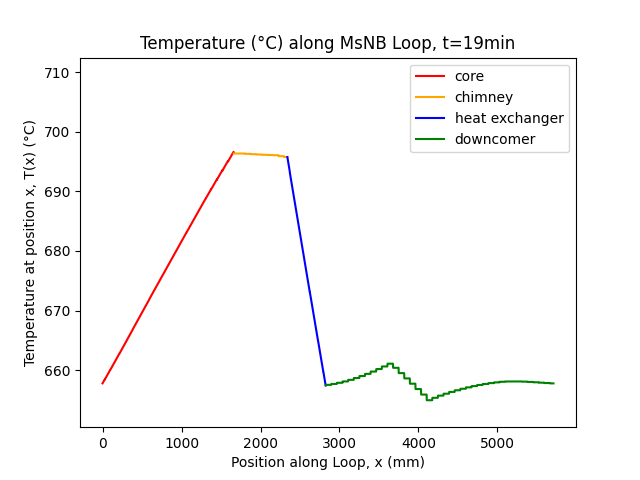 Temperature (°C) along MsNB Loop, t=19min
Temperature at position x, T(x) (°C)
710
700
690
680
670
660
core
chimney
heat exchanger
downcomer
0
1000
2000
3000
4000
5000
Position along Loop, x (mm)